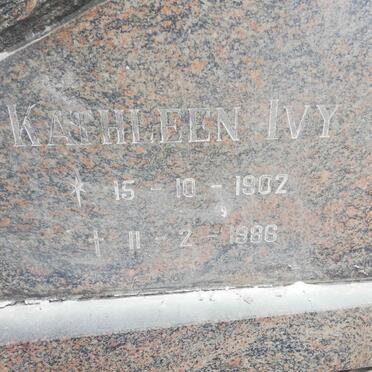 Kathleen Ivy
* 15 - 10 - 1902
† 11 - 2 - 1986